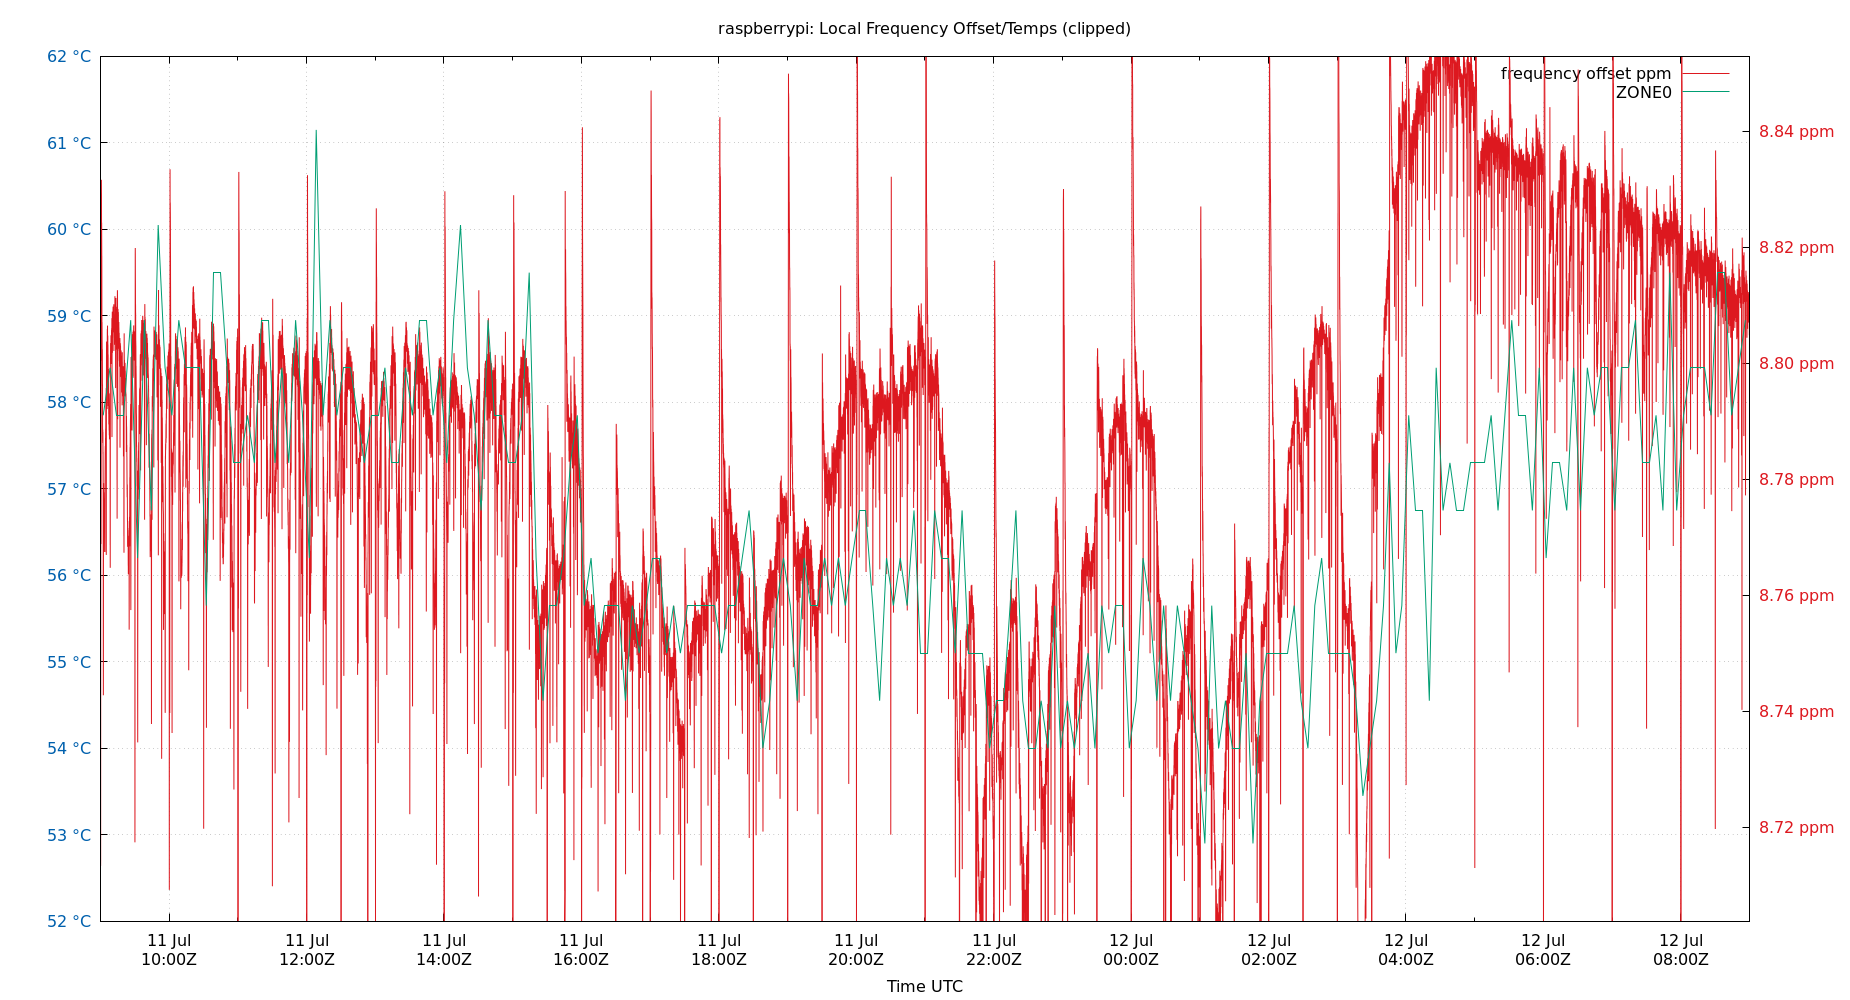 raspberrypi: Local Frequency Offset/Temps (clipped)
62 °C
61 °C
60 °C
59 °C
58 °C
57 °C
56 °C
55 °C
54 °C
53 °C
52 °C
frequency offset ppm
ZONE0
8.84 ppm
8.82 ppm
8.80 ppm
8.78 ppm
8.76 ppm
8.74 ppm
8.72 ppm
11 Jul 11 Jul 11 Jul 11 Jul 11 Jul 11 Jul 11 Jul 12 Jul 12 Jul 12 Jul 12 Jul 12 Jul
10:00Z 12:00Z 14:00Z 16:00Z 18:00Z 20:00Z 22:00Z 00:00Z 02:00Z 04:00Z 06:00Z 08:00Z
Time UTC